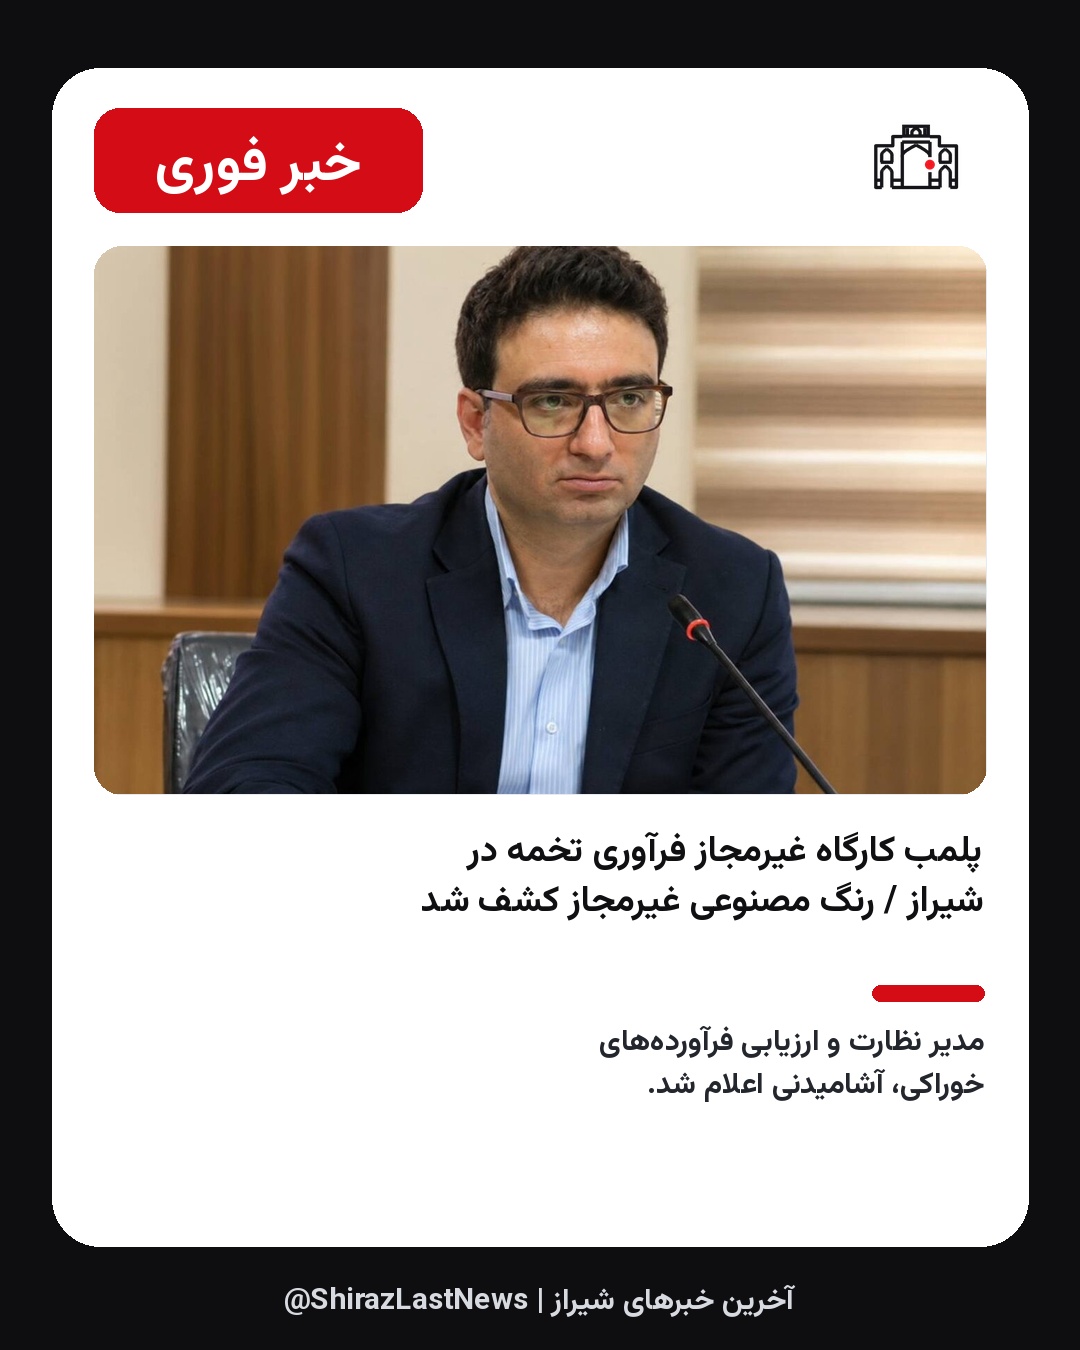 خبر فوری
پلمب کارگاه غیرمجاز فرآوری تخمه در
شیراز / رنگ مصنوعی غیرمجاز کشف شد
مدیر نظارت و ارزیابی فرآورده‌های
خوراکی، آشامیدنی اعلام شد.
آخرین خبرهای شیراز | @ShirazLastNews